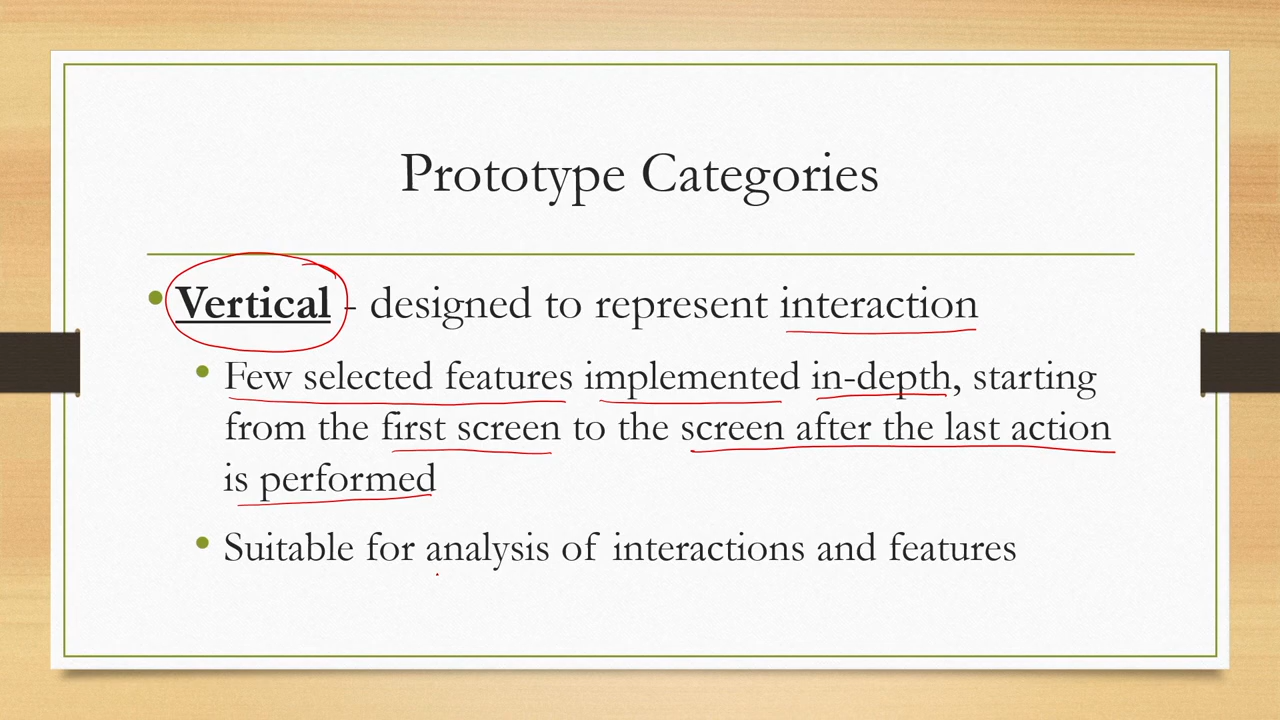 Prototype Categories
• Vertical - designed to represent interaction
• Few selected features implemented in-depth, starting
from the first screen to the screen after the last action
is performed
• Suitable for analysis of interactions and features